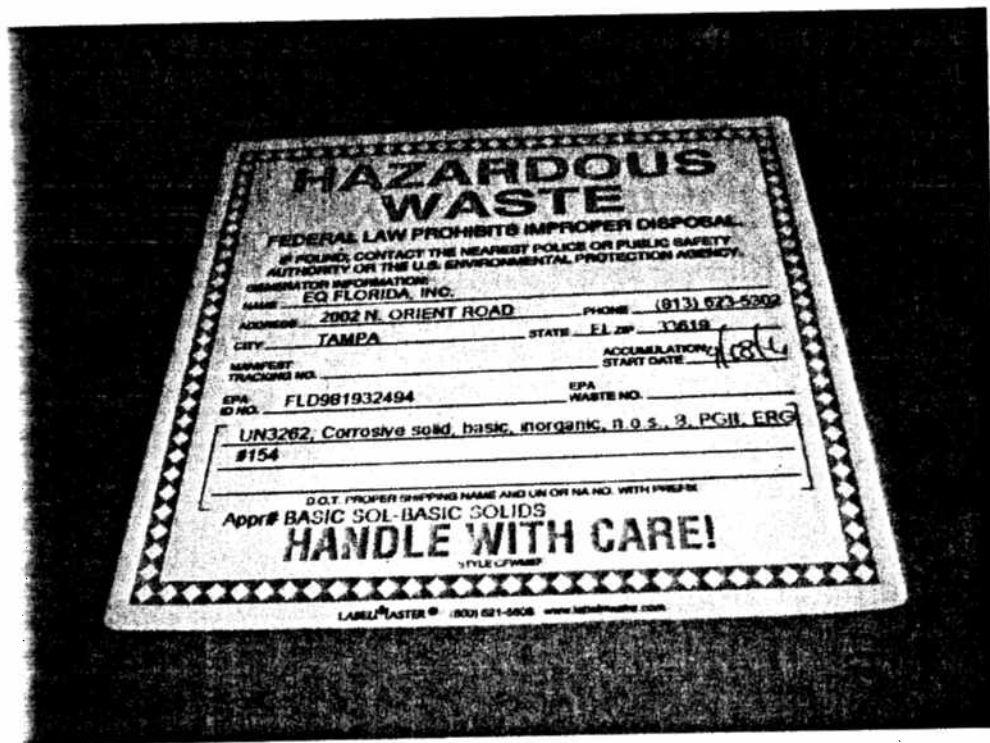 HAZARDOUS
WASTE
FEDERAL LAW PROHIBITS IMPROPER DISPOSAL.
IF FOUND, CONTACT THE NEAREST POLICE OR PUBLIC SAFETY
AUTHORITY OR THE U.S. ENVIRONMENTAL PROTECTION AGENCY.
GENERATOR INFORMATION:
NAME EQ FLORIDA, INC.
ADDRESS 2002 N. ORIENT ROAD PHONE (813) 623-5302
CITY TAMPA STATE FL ZIP 33619
MANIFEST TRACKING NO. ACCUMULATION START DATE
EPA ID NO. FLD981932494 EPA WASTE NO.
UN3262, Corrosive solid, basic, inorganic, n.o.s., 8, PGII, ERG
#154
D.O.T. PROPER SHIPPING NAME AND UN OR NA NO. WITH PREFIX
Appr# BASIC SOL-BASIC SOLIDS
HANDLE WITH CARE!
LABELMASTER ® (800) 621-5808 www.labelmaster.com